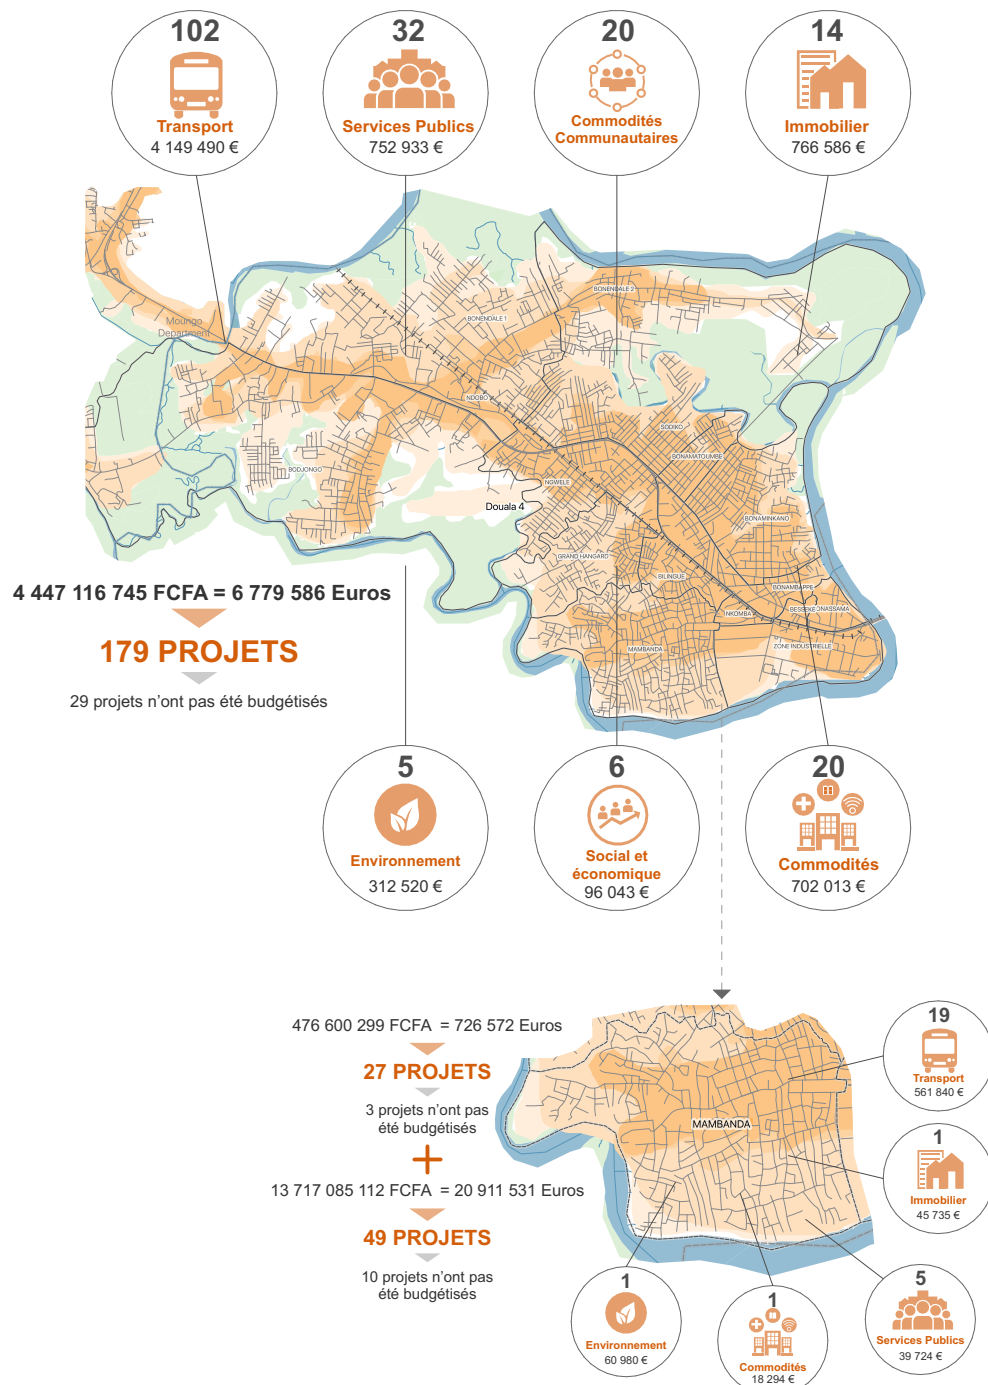 102
Transport
4 149 490 €
32
Services Publics
752 933 €
20
Commodités
Communautaires
14
Immobilier
766 586 €
Moungo
Department
BONENDALE 2
BONENDALE 1
NDOBO
SODIKO
BONAMATOUMBE
BODJONGO
NGWELE
Douala 4
BONAMINKANO
GRAND HANGARD
BILINGUE
BONAMBAPPE
NKOMBA
BESSEKE
ONASSAMA
MAMBANDA
ZONE INDUSTRIELLE
4 447 116 745 FCFA = 6 779 586 Euros
179 PROJETS
29 projets n'ont pas été budgétisés
5
Environnement
312 520 €
6
Social et
économique
96 043 €
20
Commodités
702 013 €
476 600 299 FCFA = 726 572 Euros
27 PROJETS
3 projets n'ont pas
été budgétisés
+
13 717 085 112 FCFA = 20 911 531 Euros
49 PROJETS
10 projets n'ont pas
été budgétisés
MAMBANDA
19
Transport
561 840 €
1
Immobilier
45 735 €
5
Services Publics
39 724 €
1
Environnement
60 980 €
1
Commodités
18 294 €